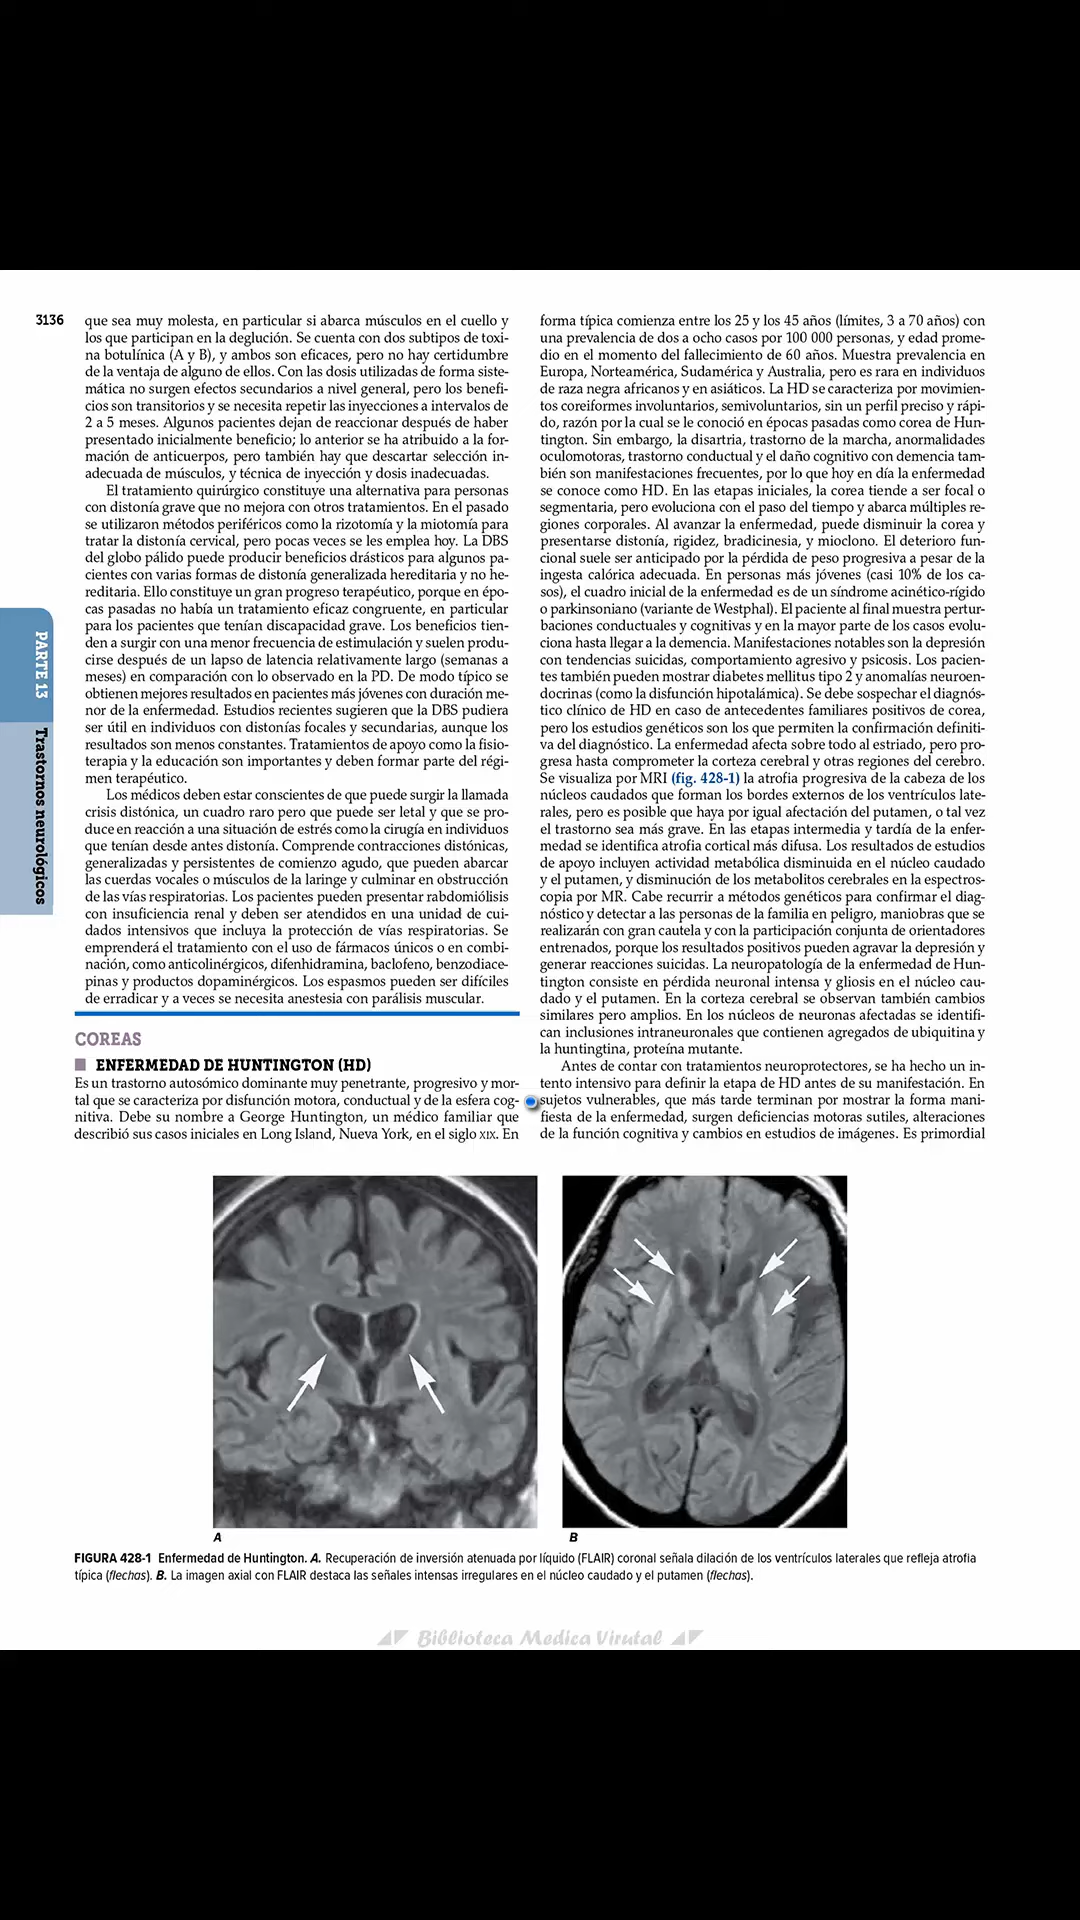 3136
que sea muy molesta, en particular si abarca músculos en el cuello y
los que participan en la deglución. Se cuenta con dos subtipos de toxi-
na botulínica (A y B), y ambos son eficaces, pero no hay certidumbre
de la ventaja de alguno de ellos. Con las dosis utilizadas de forma siste-
mática no surgen efectos secundarios a nivel general, pero los benefi-
cios son transitorios y se necesita repetir las inyecciones a intervalos de
2 a 5 meses. Algunos pacientes dejan de reaccionar después de haber
presentado inicialmente beneficio; lo anterior se ha atribuido a la for-
mación de anticuerpos, pero también hay que descartar selección in-
adecuada de músculos, y técnica de inyección y dosis inadecuadas.
El tratamiento quirúrgico constituye una alternativa para personas
con distonía grave que no mejora con otros tratamientos. En el pasado
se utilizaron métodos periféricos como la rizotomía y la miotomía para
tratar la distonía cervical, pero pocas veces se les emplea hoy. La DBS
del globo pálido puede producir beneficios drásticos para algunos pa-
cientes con varias formas de distonía generalizada hereditaria y no he-
reditaria. Ello constituye un gran progreso terapéutico, porque en épo-
cas pasadas no había un tratamiento eficaz congruente, en particular
para los pacientes que tenían discapacidad grave. Los beneficios tien-
den a surgir con una menor frecuencia de estimulación y suelen produ-
cirse después de un lapso de latencia relativamente largo (semanas a
meses) en comparación con lo observado en la PD. De modo típico se
obtienen mejores resultados en pacientes más jóvenes con duración me-
nor de la enfermedad. Estudios recientes sugieren que la DBS pudiera
ser útil en individuos con distonías focales y secundarias, aunque los
resultados son menos constantes. Tratamientos de apoyo como la fisio-
terapia y la educación son importantes y deben formar parte del régi-
men terapéutico.
Los médicos deben estar conscientes de que puede surgir la llamada
crisis distónica, un cuadro raro pero que puede ser letal y que se pro-
duce en reacción a una situación de estrés como la cirugía en individuos
que tenían desde antes distonía. Comprende contracciones distónicas,
generalizadas y persistentes de comienzo agudo, que pueden abarcar
las cuerdas vocales o músculos de la laringe y culminar en obstrucción
de las vías respiratorias. Los pacientes pueden presentar rabdomiólisis
con insuficiencia renal y deben ser atendidos en una unidad de cui-
dados intensivos que incluya la protección de vías respiratorias. Se
emprenderá el tratamiento con el uso de fármacos únicos o en combi-
nación, como anticolinérgicos, difenhidramina, baclofeno, benzodiace-
pinas y productos dopaminérgicos. Los espasmos pueden ser difíciles
de erradicar y a veces se necesita anestesia con parálisis muscular.
COREAS
ENFERMEDAD DE HUNTINGTON (HD)
Es un trastorno autosómico dominante muy penetrante, progresivo y mor-
tal que se caracteriza por disfunción motora, conductual y de la esfera cog-
nitiva. Debe su nombre a George Huntington, un médico familiar que
describió sus casos iniciales en Long Island, Nueva York, en el siglo XIX. En
forma típica comienza entre los 25 y los 45 años (límites, 3 a 70 años) con
una prevalencia de dos a ocho casos por 100 000 personas, y edad prome-
dio en el momento del fallecimiento de 60 años. Muestra prevalencia en
Europa, Norteamérica, Sudamérica y Australia, pero es rara en individuos
de raza negra africanos y en asiáticos. La HD se caracteriza por movimien-
tos coreiformes involuntarios, semivoluntarios, sin un perfil preciso y rápi-
do, razón por la cual se le conoció en épocas pasadas como corea de Hun-
tington. Sin embargo, la disartria, trastorno de la marcha, anormalidades
oculomotoras, trastorno conductual y el daño cognitivo con demencia tam-
bién son manifestaciones frecuentes, por lo que hoy en día la enfermedad
se conoce como HD. En las etapas iniciales, la corea tiende a ser focal o
segmentaria, pero evoluciona con el paso del tiempo y abarca múltiples re-
giones corporales. Al avanzar la enfermedad, puede disminuir la corea y
presentarse distonía, rigidez, bradicinesia, y mioclono. El deterioro fun-
cional suele ser anticipado por la pérdida de peso progresiva a pesar de la
ingesta calórica adecuada. En personas más jóvenes (casi 10% de los ca-
sos), el cuadro inicial de la enfermedad es de un síndrome acinético-rígido
o parkinsoniano (variante de Westphal). El paciente al final muestra pertur-
baciones conductuales y cognitivas y en la mayor parte de los casos evolu-
ciona hasta llegar a la demencia. Manifestaciones notables son la depresión
con tendencias suicidas, comportamiento agresivo y psicosis. Los pacien-
tes también pueden mostrar diabetes mellitus tipo 2 y anomalías neuroen-
docrinas (como la disfunción hipotalámica). Se debe sospechar el diagnós-
tico clínico de HD en caso de antecedentes familiares positivos de corea,
pero los estudios genéticos son los que permiten la confirmación definiti-
va del diagnóstico. La enfermedad afecta sobre todo al estriado, pero pro-
gresa hasta comprometer la corteza cerebral y otras regiones del cerebro.
Se visualiza por MRI (fig. 428-1) la atrofia progresiva de la cabeza de los
núcleos caudados que forman los bordes externos de los ventrículos late-
rales, pero es posible que haya por igual afectación del putamen, o tal vez
el trastorno sea más grave. En las etapas intermedia y tardía de la enfer-
medad se identifica atrofia cortical más difusa. Los resultados de estudios
de apoyo incluyen actividad metabólica disminuida en el núcleo caudado
y el putamen, y disminución de los metabolitos cerebrales en la espectros-
copia por MR. Cabe recurrir a métodos genéticos para confirmar el diag-
nóstico y detectar a las personas de la familia en peligro, maniobras que se
realizarán con gran cautela y con la participación conjunta de orientadores
entrenados, porque los resultados positivos pueden agravar la depresión y
generar reacciones suicidas. La neuropatología de la enfermedad de Hun-
tington consiste en pérdida neuronal intensa y gliosis en el núcleo cau-
dado y el putamen. En la corteza cerebral se observan también cambios
similares pero amplios. En los núcleos de neuronas afectadas se identifi-
can inclusiones intraneuronales que contienen agregados de ubiquitina y
la huntingtina, proteína mutante.
Antes de contar con tratamientos neuroprotectores, se ha hecho un in-
tento intensivo para definir la etapa de HD antes de su manifestación. En
sujetos vulnerables, que más tarde terminan por mostrar la forma mani-
fiesta de la enfermedad, surgen deficiencias motoras sutiles, alteraciones
de la función cognitiva y cambios en estudios de imágenes. Es primordial
PARTE 13
Trastornos neurológicos
A
B
FIGURA 428-1 Enfermedad de Huntington. A. Recuperación de inversión atenuada por líquido (FLAIR) coronal señala dilación de los ventrículos laterales que refleja atrofia
típica (flechas). B. La imagen axial con FLAIR destaca las señales intensas irregulares en el núcleo caudado y el putamen (flechas).
Biblioteca Medica Virutal